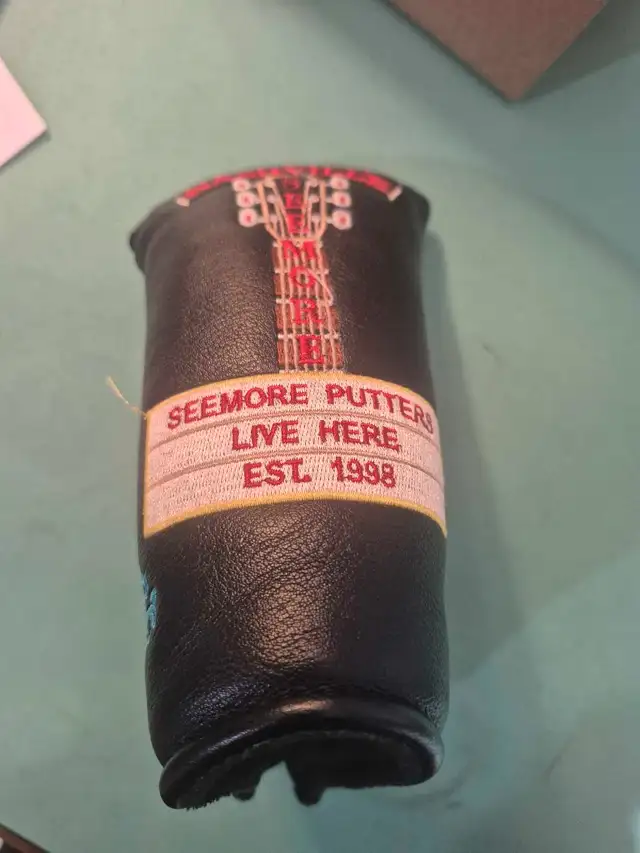 SEEMORE
SEEMORE PUTTERS
LIVE HERE
EST. 1998